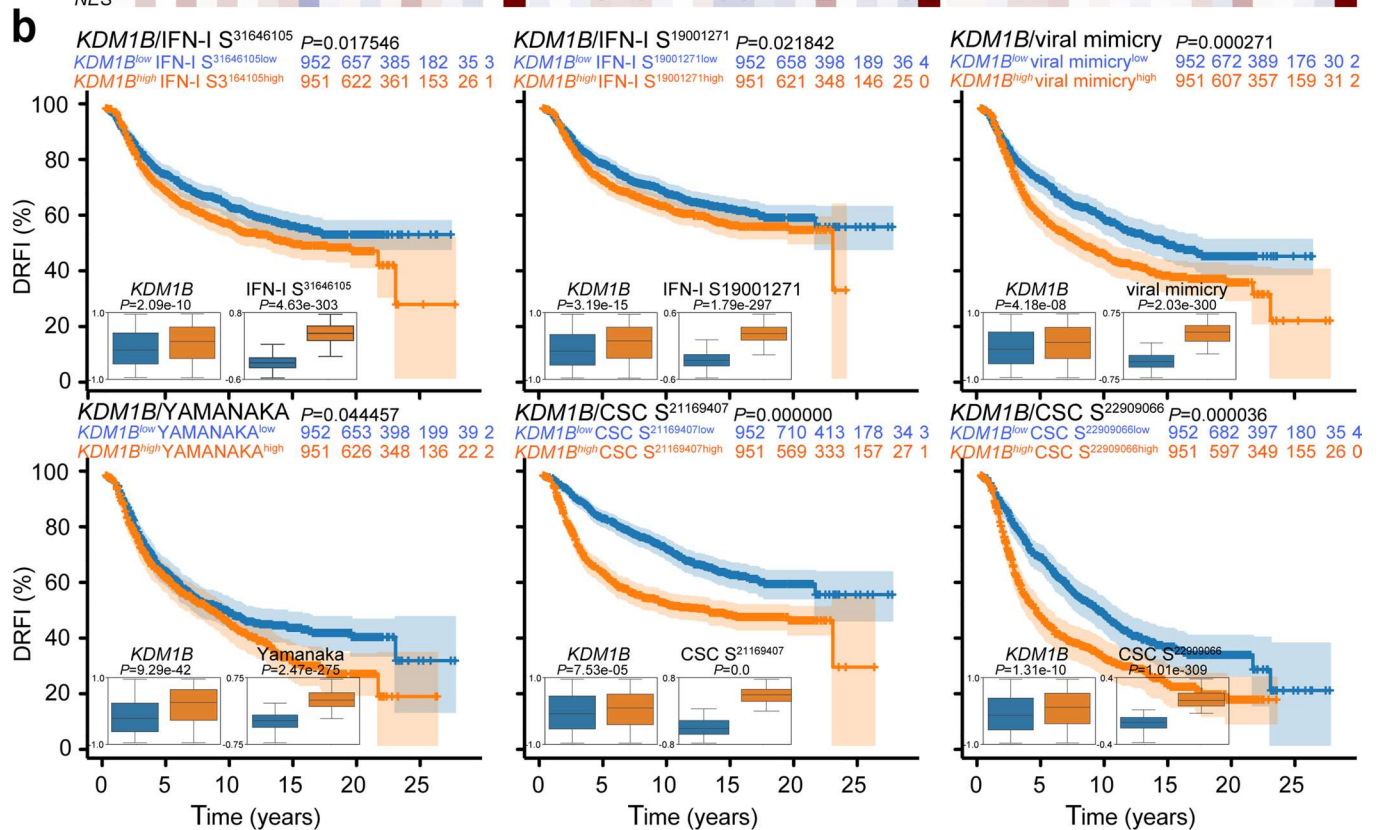 NES
b
KDM1B/IFN-I S31646105 P=0.017546
KDM1Blow IFN-I S31646105low 952 657 385 182 35 3
KDM1Bhigh IFN-I S3164105high 951 622 361 153 26 1
KDM1B/IFN-I S19001271 P=0.021842
KDM1Blow IFN-I S19001271low 952 658 398 189 36 4
KDM1Bhigh IFN-I S19001271high 951 621 348 146 25 0
KDM1B/viral mimicry P=0.000271
KDM1Blow viral mimicrylow 952 672 389 176 30 2
KDM1Bhigh viral mimicryhigh 951 607 357 159 31 2
DRFI (%)
100
80
60
40
20
0
KDM1B
P=2.09e-10
1.0
-1.0
IFN-I S31646105
P=4.63e-303
0.8
-0.6
KDM1B
P=3.19e-15
1.0
-1.0
IFN-I S19001271
P=1.79e-297
0.6
-0.6
KDM1B
P=4.18e-08
1.0
-1.0
viral mimicry
P=2.03e-300
0.75
-0.75
KDM1B/YAMANAKA P=0.044457
KDM1Blow YAMANAKAlow 952 653 398 199 39 2
KDM1Bhigh YAMANAKAhigh 951 626 348 136 22 2
KDM1B/CSC S21169407 P=0.000000
KDM1Blow CSC S21169407low 952 710 413 178 34 3
KDM1Bhigh CSC S21169407high 951 569 333 157 27 1
KDM1B/CSC S22909066 P=0.000036
KDM1Blow CSC S22909066low 952 682 397 180 35 4
KDM1Bhigh CSC S22909066high 951 597 349 155 26 0
DRFI (%)
100
80
60
40
20
0
KDM1B
P=9.29e-42
1.0
-1.0
Yamanaka
P=2.47e-275
0.75
-0.75
KDM1B
P=7.53e-05
1.0
-1.0
CSC S21169407
P=0.0
0.8
-0.8
KDM1B
P=1.31e-10
1.0
-1.0
CSC S22909066
P=1.01e-309
0.4
-0.4
0 5 10 15 20 25
0 5 10 15 20 25
0 5 10 15 20 25
Time (years)
Time (years)
Time (years)